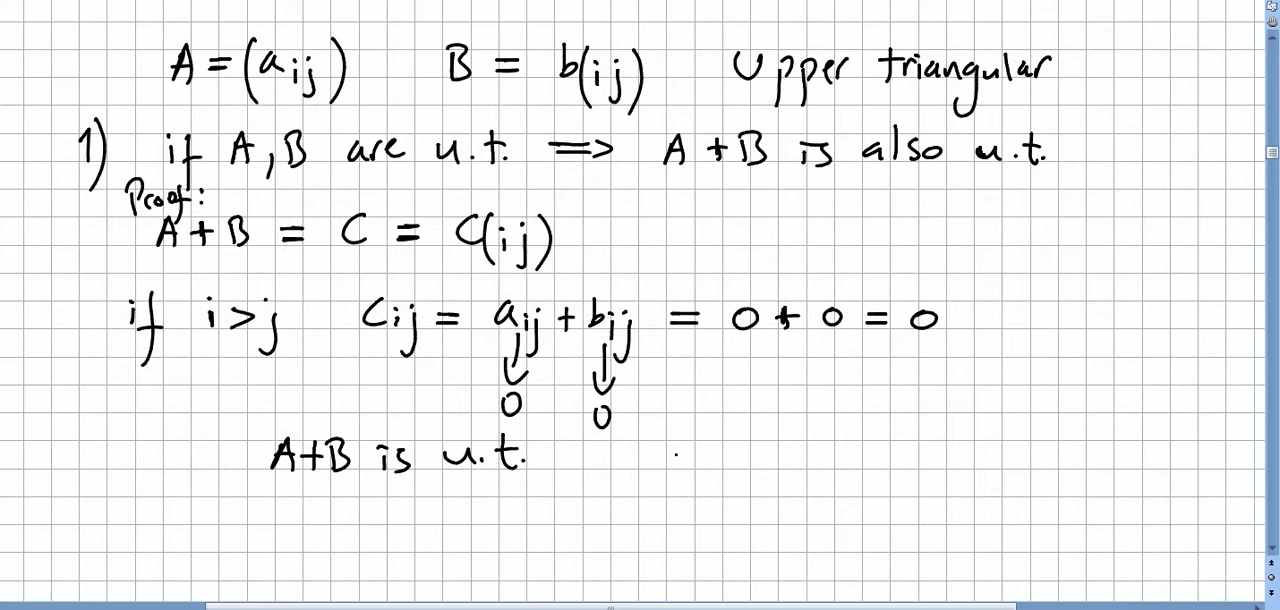 A = (aij) B = b(ij) Upper triangular
1) if A, B are u.t. => A + B is also u.t.
Proof:
A + B = C = C(ij)
if i > j Cij = aij + bij = 0 + 0 = 0
↓ ↓
0 0
A+B is u.t.